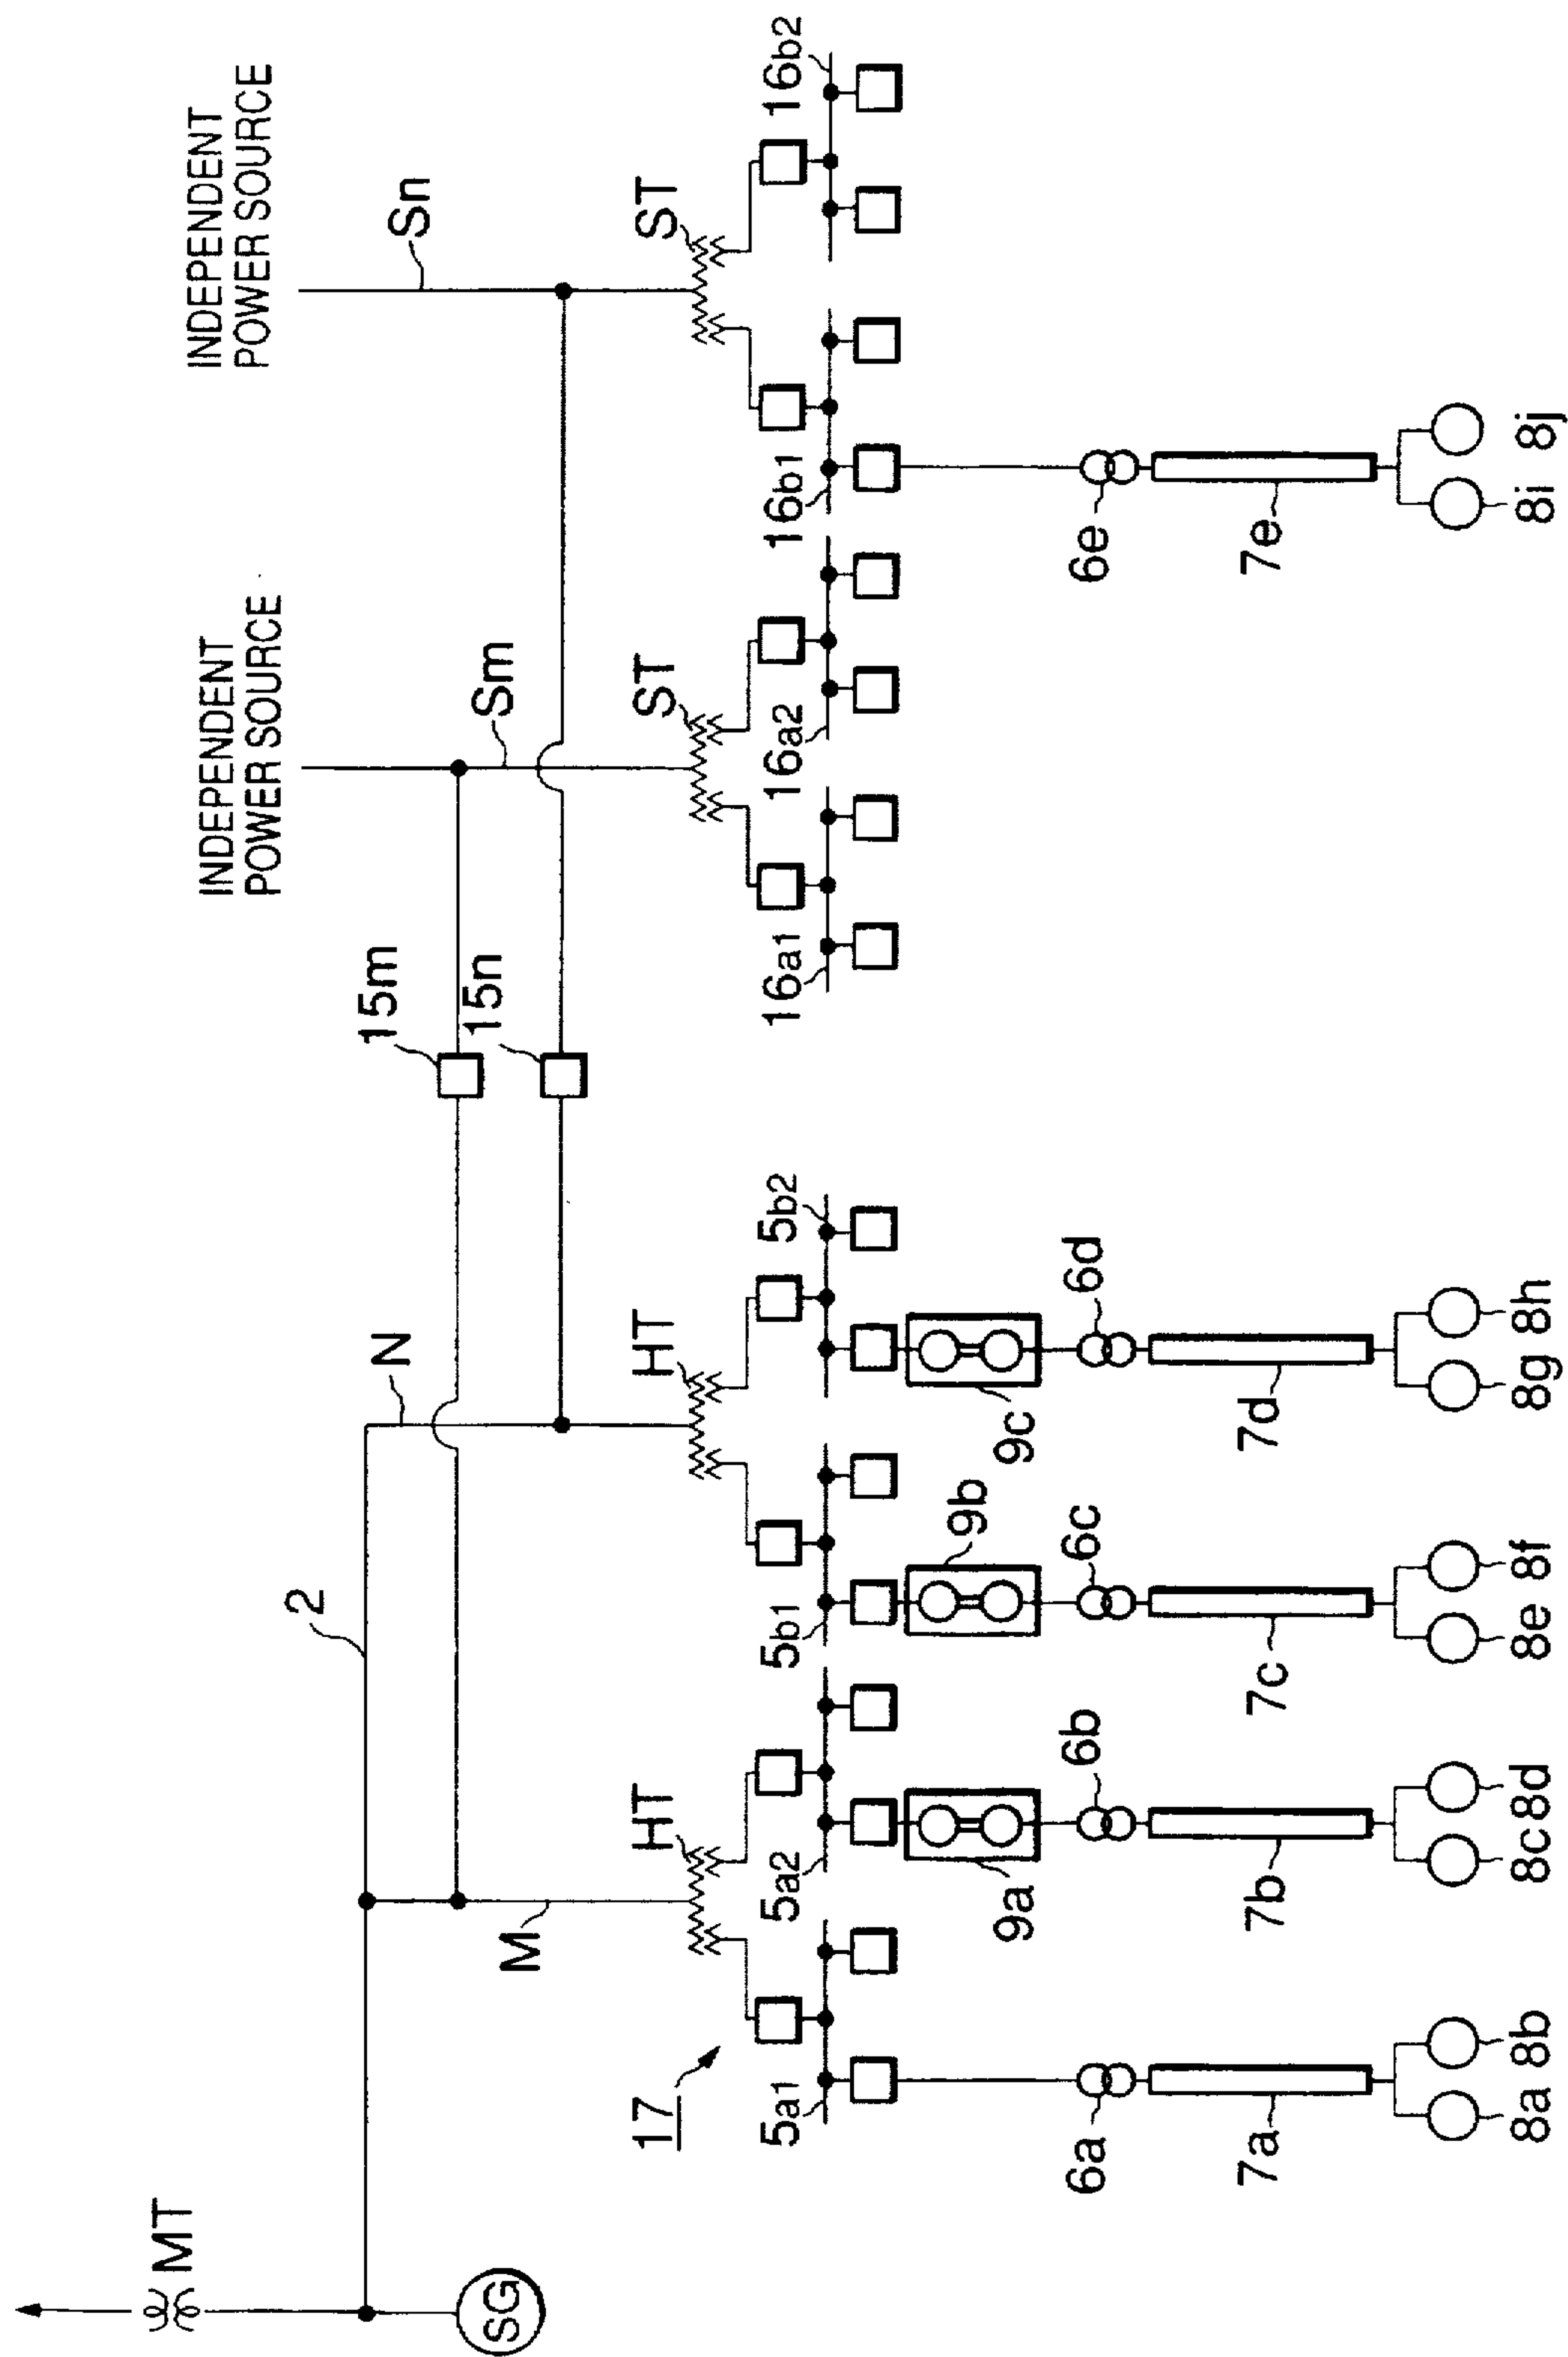 INDEPENDENT
POWER SOURCE
INDEPENDENT
POWER SOURCE
MT
SG
2
N
M
15m
15n
Sm
Sn
17
HT
HT
ST
ST
5a1
5a2
5b1
5b2
16a1
16a2
16b1
16b2
9a
9b
9c
6a
6b
6c
6d
6e
7a
7b
7c
7d
7e
8a
8b
8c
8d
8e
8f
8g
8h
8i
8j